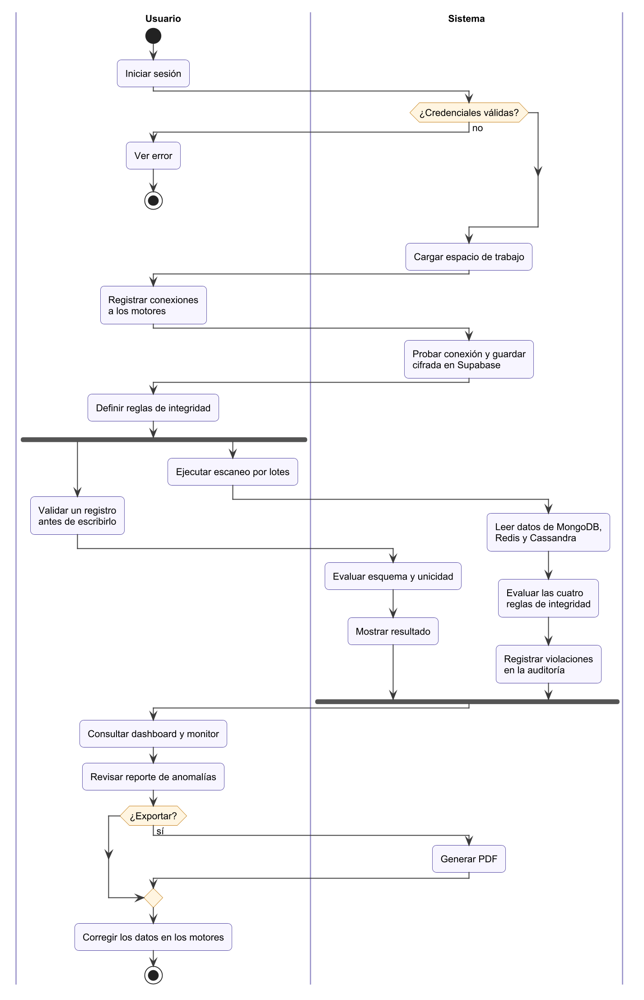 Usuario
Sistema
Iniciar sesión
¿Credenciales válidas?
no
Ver error
Cargar espacio de trabajo
Registrar conexiones
a los motores
Probar conexión y guardar
cifrada en Supabase
Definir reglas de integridad
Ejecutar escaneo por lotes
Validar un registro
antes de escribirlo
Leer datos de MongoDB,
Redis y Cassandra
Evaluar esquema y unicidad
Evaluar las cuatro
reglas de integridad
Mostrar resultado
Registrar violaciones
en la auditoría
Consultar dashboard y monitor
Revisar reporte de anomalías
¿Exportar?
sí
Generar PDF
Corregir los datos en los motores